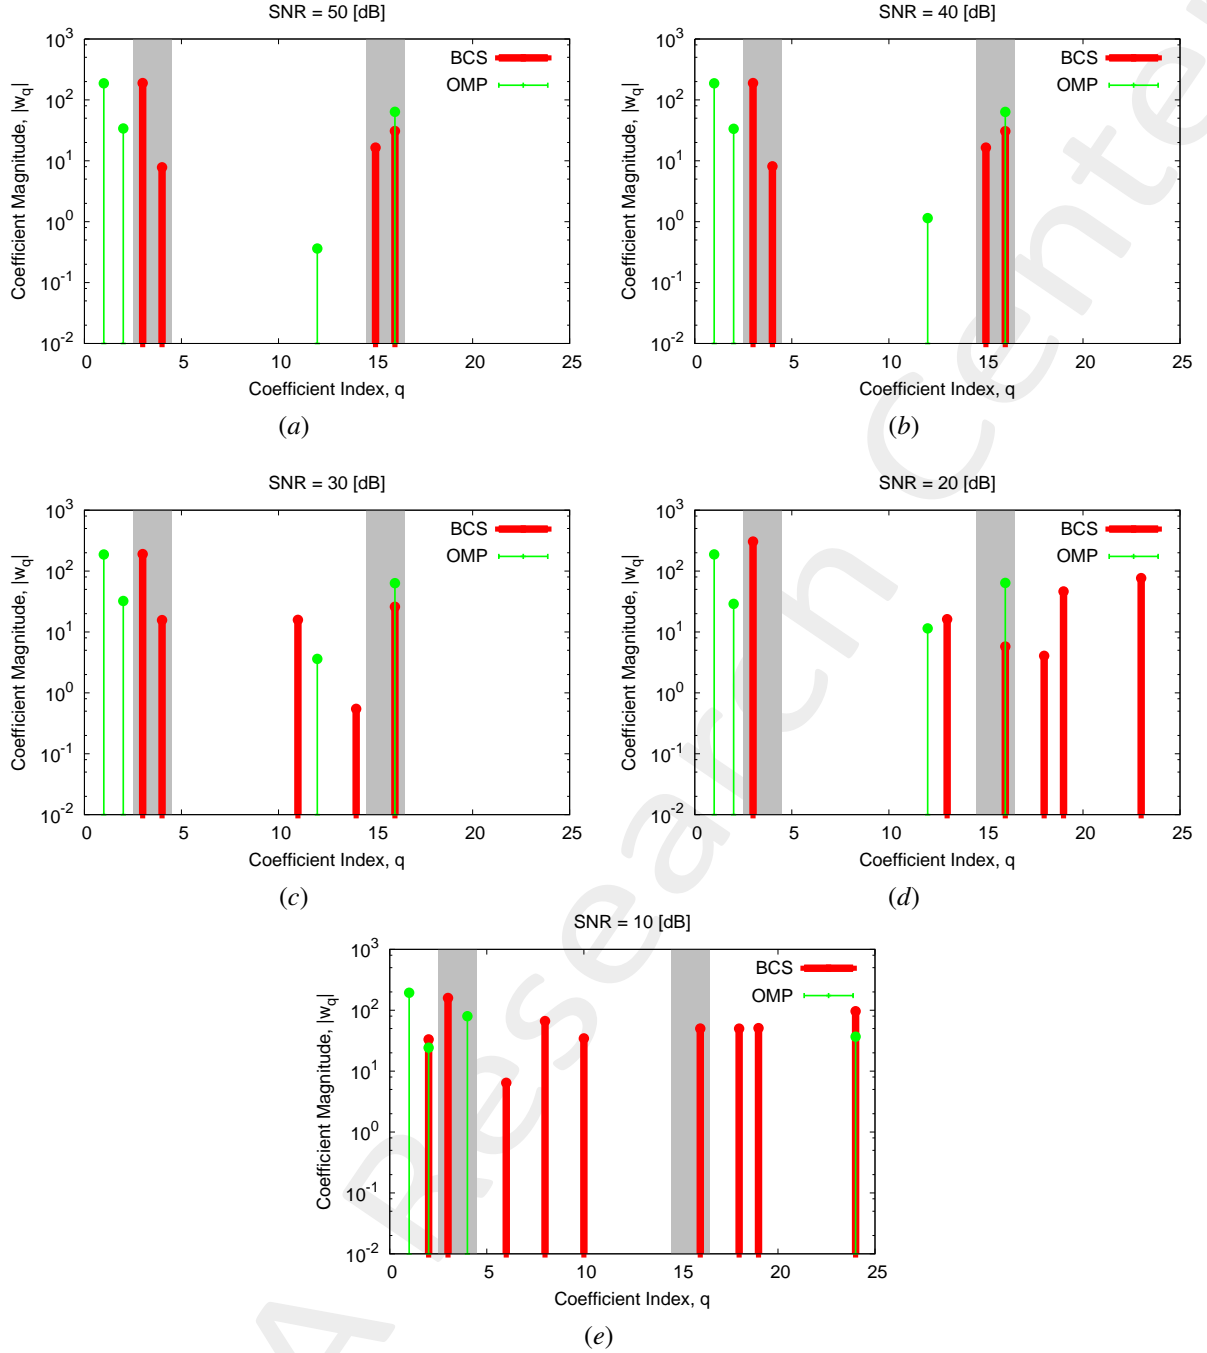 SNR = 50 [dB]
Coefficient Magnitude, |w_q|
10^3
10^2
10^1
10^0
10^-1
10^-2
BCS
OMP
0 5 10 15 20 25
Coefficient Index, q
(a)
SNR = 40 [dB]
Coefficient Magnitude, |w_q|
10^3
10^2
10^1
10^0
10^-1
10^-2
BCS
OMP
0 5 10 15 20 25
Coefficient Index, q
(b)
SNR = 30 [dB]
Coefficient Magnitude, |w_q|
10^3
10^2
10^1
10^0
10^-1
10^-2
BCS
OMP
0 5 10 15 20 25
Coefficient Index, q
(c)
SNR = 20 [dB]
Coefficient Magnitude, |w_q|
10^3
10^2
10^1
10^0
10^-1
10^-2
BCS
OMP
0 5 10 15 20 25
Coefficient Index, q
(d)
SNR = 10 [dB]
Coefficient Magnitude, |w_q|
10^3
10^2
10^1
10^0
10^-1
10^-2
BCS
OMP
0 5 10 15 20 25
Coefficient Index, q
(e)
A Research Center